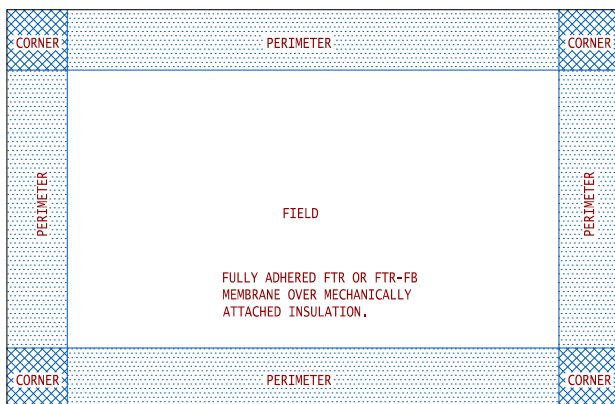 CORNER PERIMETER CORNER
PERIMETER PERIMETER
FIELD
FULLY ADHERED FTR OR FTR-FB
MEMBRANE OVER MECHANICALLY
ATTACHED INSULATION.
CORNER PERIMETER CORNER